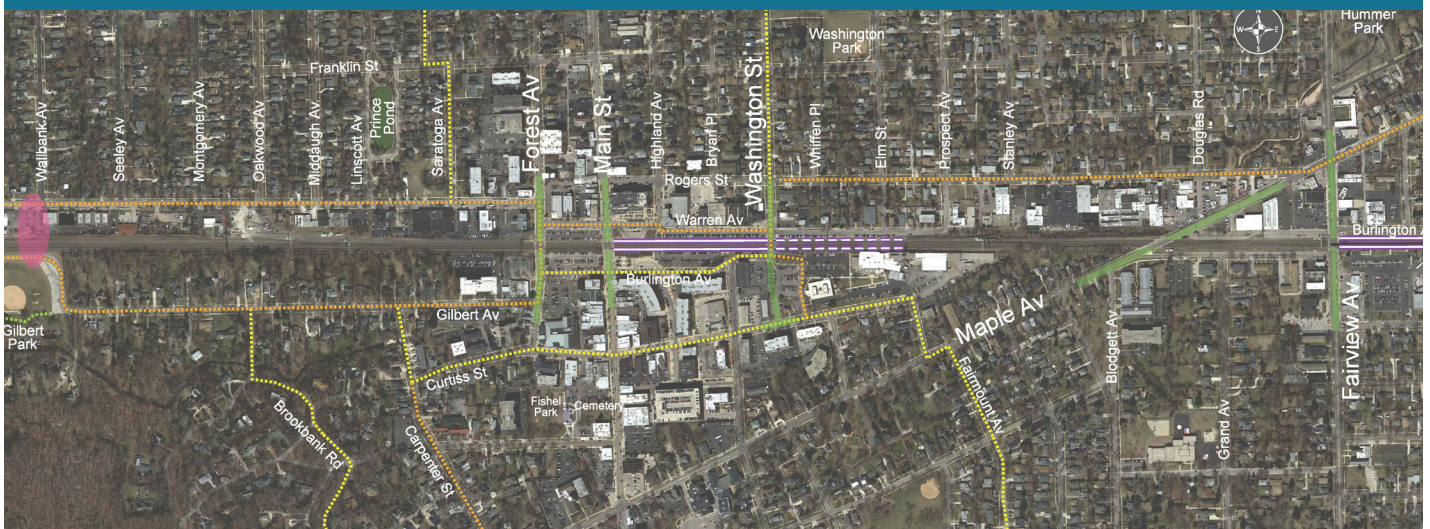 Hummer
Park
Washington
Park
Franklin St
Wallbank Av
Seeley Av
Montgomery Av
Oakwood Av
Middaugh Av
Linscott Av
Prince
Pond
Saratoga Av
Forest Av
Main St
Highland Av
Bryan Pl
Washington St
Whiffen Pl
Elm St
Prospect Av
Stanley Av
Douglas Rd
Rogers St
Warren Av
Burlington A
Burlington Av
Gilbert Av
Gilbert
Park
Maple Av
Blodgett Av
Fairview Av
Curtiss St
Fishel
Park
Cemetery
Fairmount Av
Brookbank Rd
Carpenter St
Grand Av
N
W
E
S